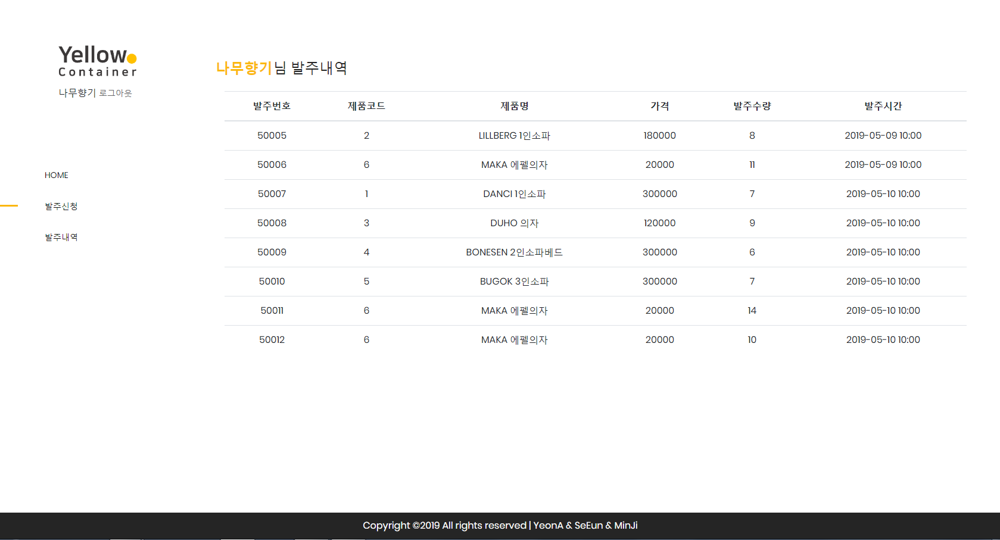 Yellow
Container
나무향기 로그아웃
HOME
발주신청
발주내역
나무향기님 발주내역
발주번호 제품코드 제품명 가격 발주수량 발주시간
50005 2 LILLBERG 1인소파 180000 8 2019-05-09 10:00
50006 6 MAKA 에펠의자 20000 11 2019-05-09 10:00
50007 1 DANCI 1인소파 300000 7 2019-05-10 10:00
50008 3 DUHO 의자 120000 9 2019-05-10 10:00
50009 4 BONESEN 2인소파베드 300000 6 2019-05-10 10:00
50010 5 BUGOK 3인소파 300000 7 2019-05-10 10:00
50011 6 MAKA 에펠의자 20000 14 2019-05-10 10:00
50012 6 MAKA 에펠의자 20000 10 2019-05-10 10:00
Copyright ©2019 All rights reserved | YeonA & SeEun & MinJi